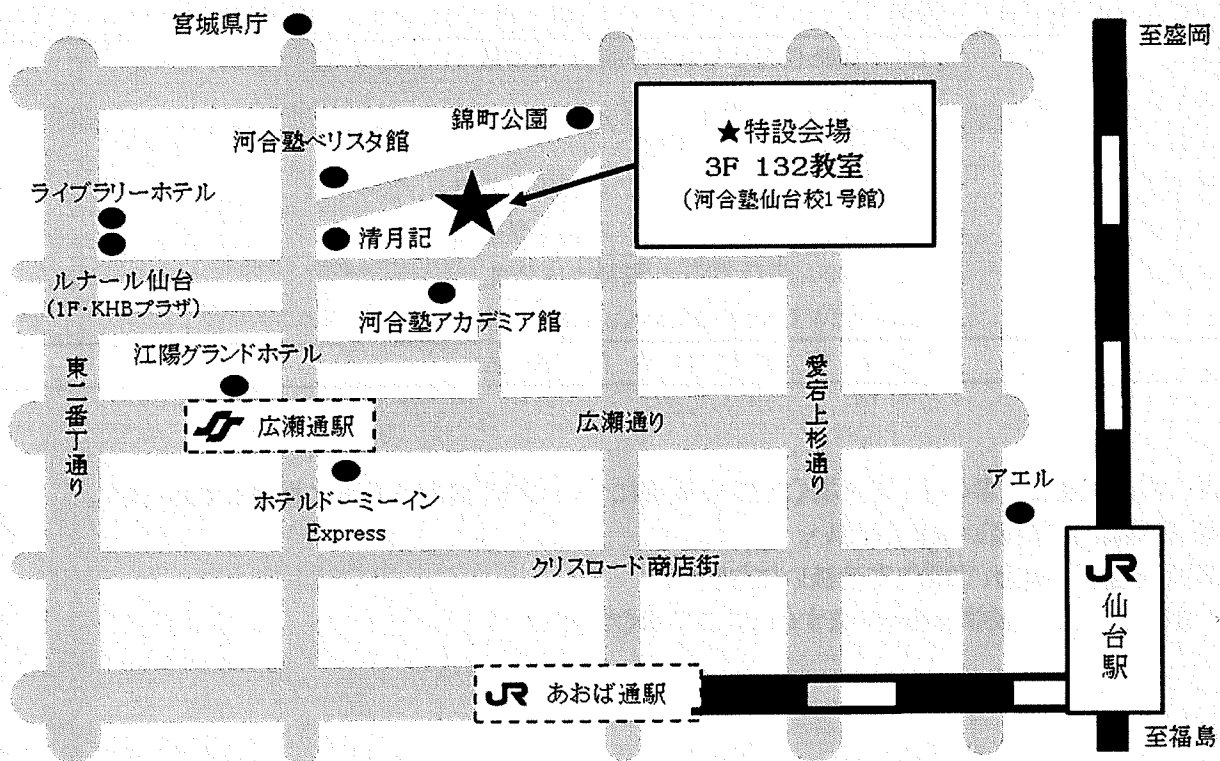 宮城県庁
至盛岡
錦町公園
★特設会場
3F 132教室
(河合塾仙台校1号館)
河合塾ベリスタ館
ライブラリーホテル
清月記
ルナール仙台
(1F・KHBプラザ)
河合塾アカデミア館
江陽グランドホテル
東二番丁通り
愛宕上杉通り
広瀬通駅
広瀬通り
アエル
ホテルドーミーイン
Express
クリスロード商店街
JR
仙台駅
JR あおば通駅
至福島